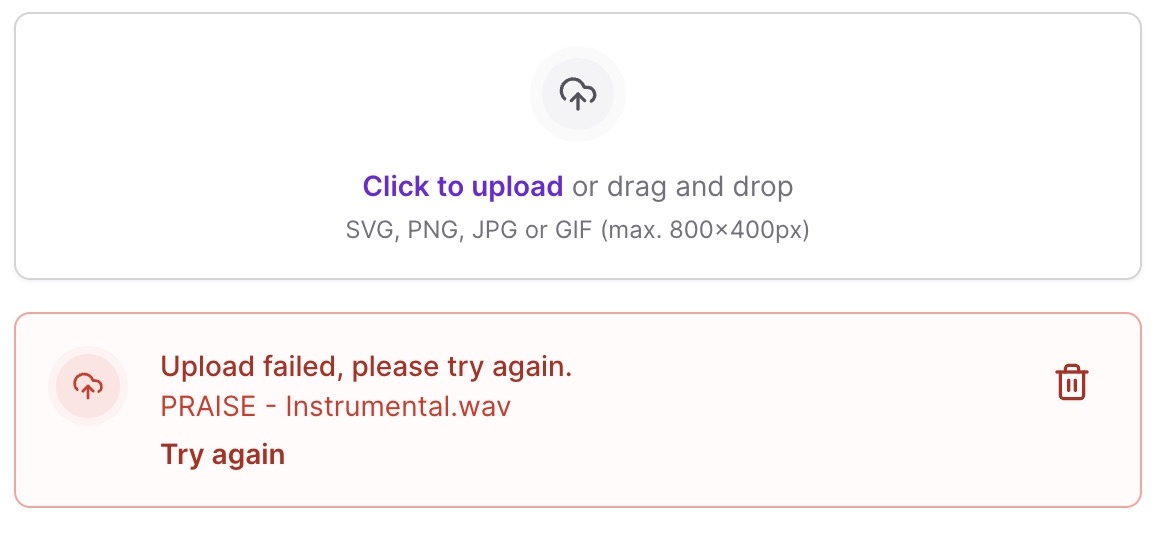 Click to upload or drag and drop
SVG, PNG, JPG or GIF (max. 800×400px)
Upload failed, please try again.
PRAISE - Instrumental.wav
Try again